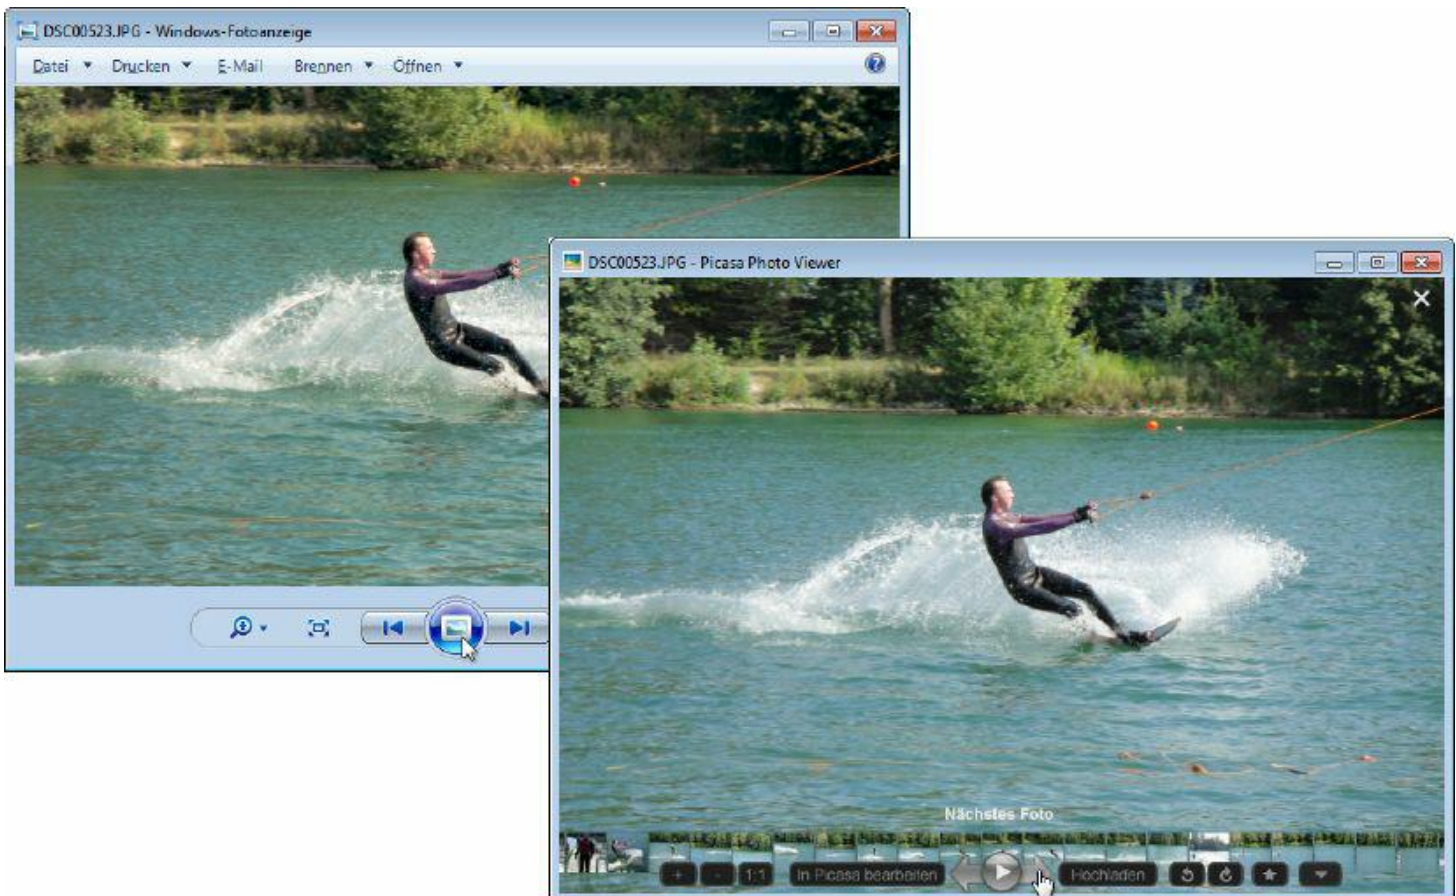 DSC00523.JPG - Windows-Fotoanzeige
Datei Drucken E-Mail Brennen Öffnen
DSC00523.JPG - Picasa Photo Viewer
Nächstes Foto
+ - 1:1 In Picasa bearbeiten Hochladen